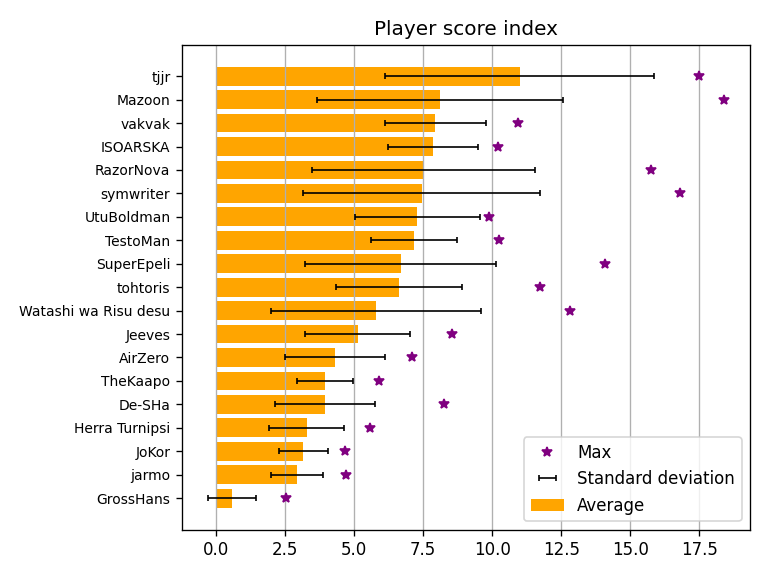 Player score index
tjjr
Mazoon
vakvak
ISOARSKA
RazorNova
symwriter
UtuBoldman
TestoMan
SuperEpeli
tohtoris
Watashi wa Risu desu
Jeeves
AirZero
TheKaapo
De-SHa
Herra Turnipsi
JoKor
jarmo
GrossHans
Max
Standard deviation
Average
0.0 2.5 5.0 7.5 10.0 12.5 15.0 17.5